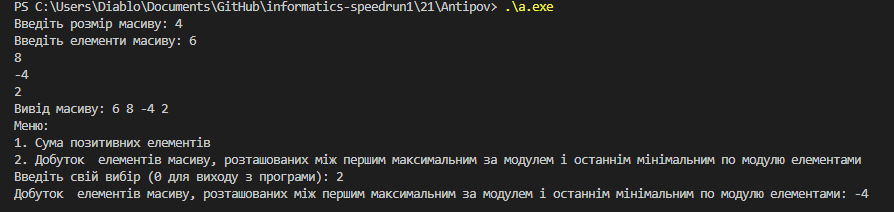 PS C:\Users\Diablo\Documents\GitHub\informatics-speedrun1\21\Antipov> .\a.exe
Введіть розмір масиву: 4
Введіть елементи масиву: 6
8
-4
2
Вивід масиву: 6 8 -4 2
Меню:
1. Сума позитивних елементів
2. Добуток  елементів масиву, розташованих між першим максимальним за модулем і останнім мінімальним по модулю елементами
Введіть свій вибір (0 для виходу з програми): 2
Добуток  елементів масиву, розташованих між першим максимальним за модулем і останнім мінімальним по модулю елементами: -4